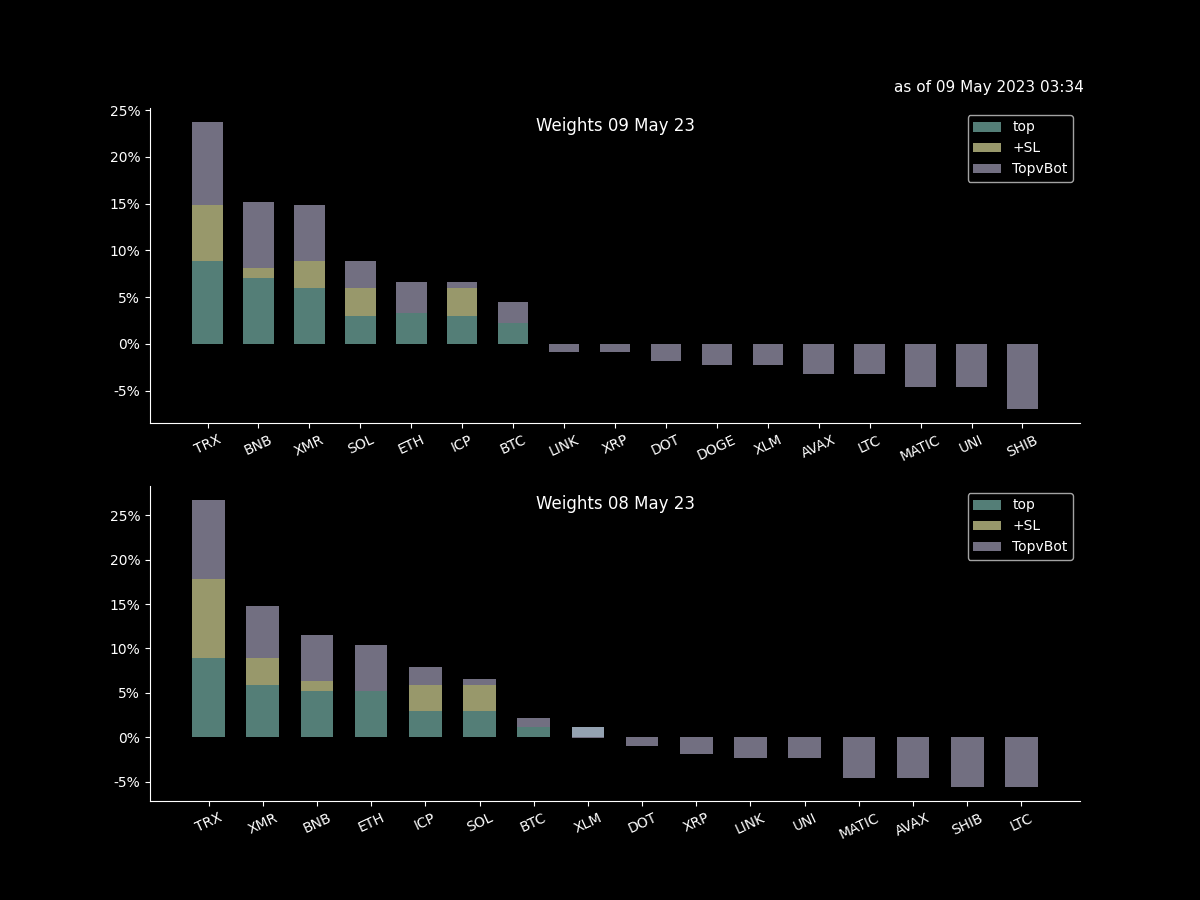 as of 09 May 2023 03:34
Weights 09 May 23
top
+SL
TopvBot
25%
20%
15%
10%
5%
0%
-5%
TRX BNB XMR SOL ETH ICP BTC LINK XRP DOT DOGE XLM AVAX LTC MATIC UNI SHIB
Weights 08 May 23
top
+SL
TopvBot
25%
20%
15%
10%
5%
0%
-5%
TRX XMR BNB ETH ICP SOL BTC XLM DOT XRP LINK UNI MATIC AVAX SHIB LTC